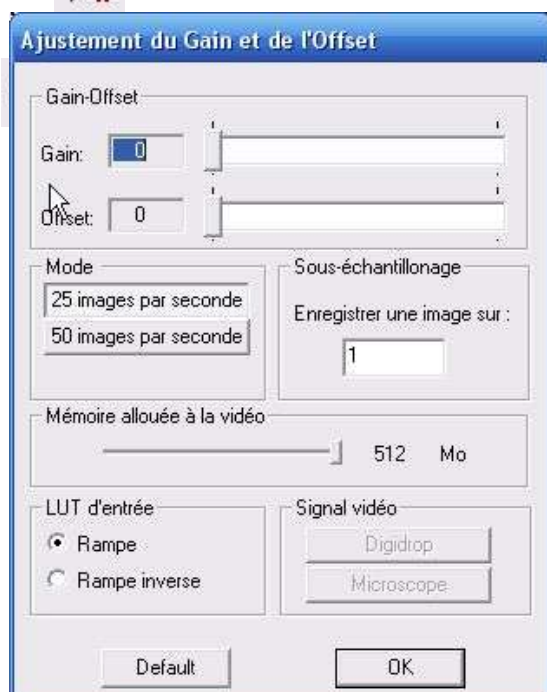 Ajustement du Gain et de l'Offset
Gain-Offset
Gain: 0
Offset: 0
Mode
25 images par seconde
50 images par seconde
Sous-échantillonage
Enregistrer une image sur :
1
Mémoire allouée à la vidéo
512 Mo
LUT d'entrée
Rampe
Rampe inverse
Signal vidéo
Digidrop
Microscope
Default
OK